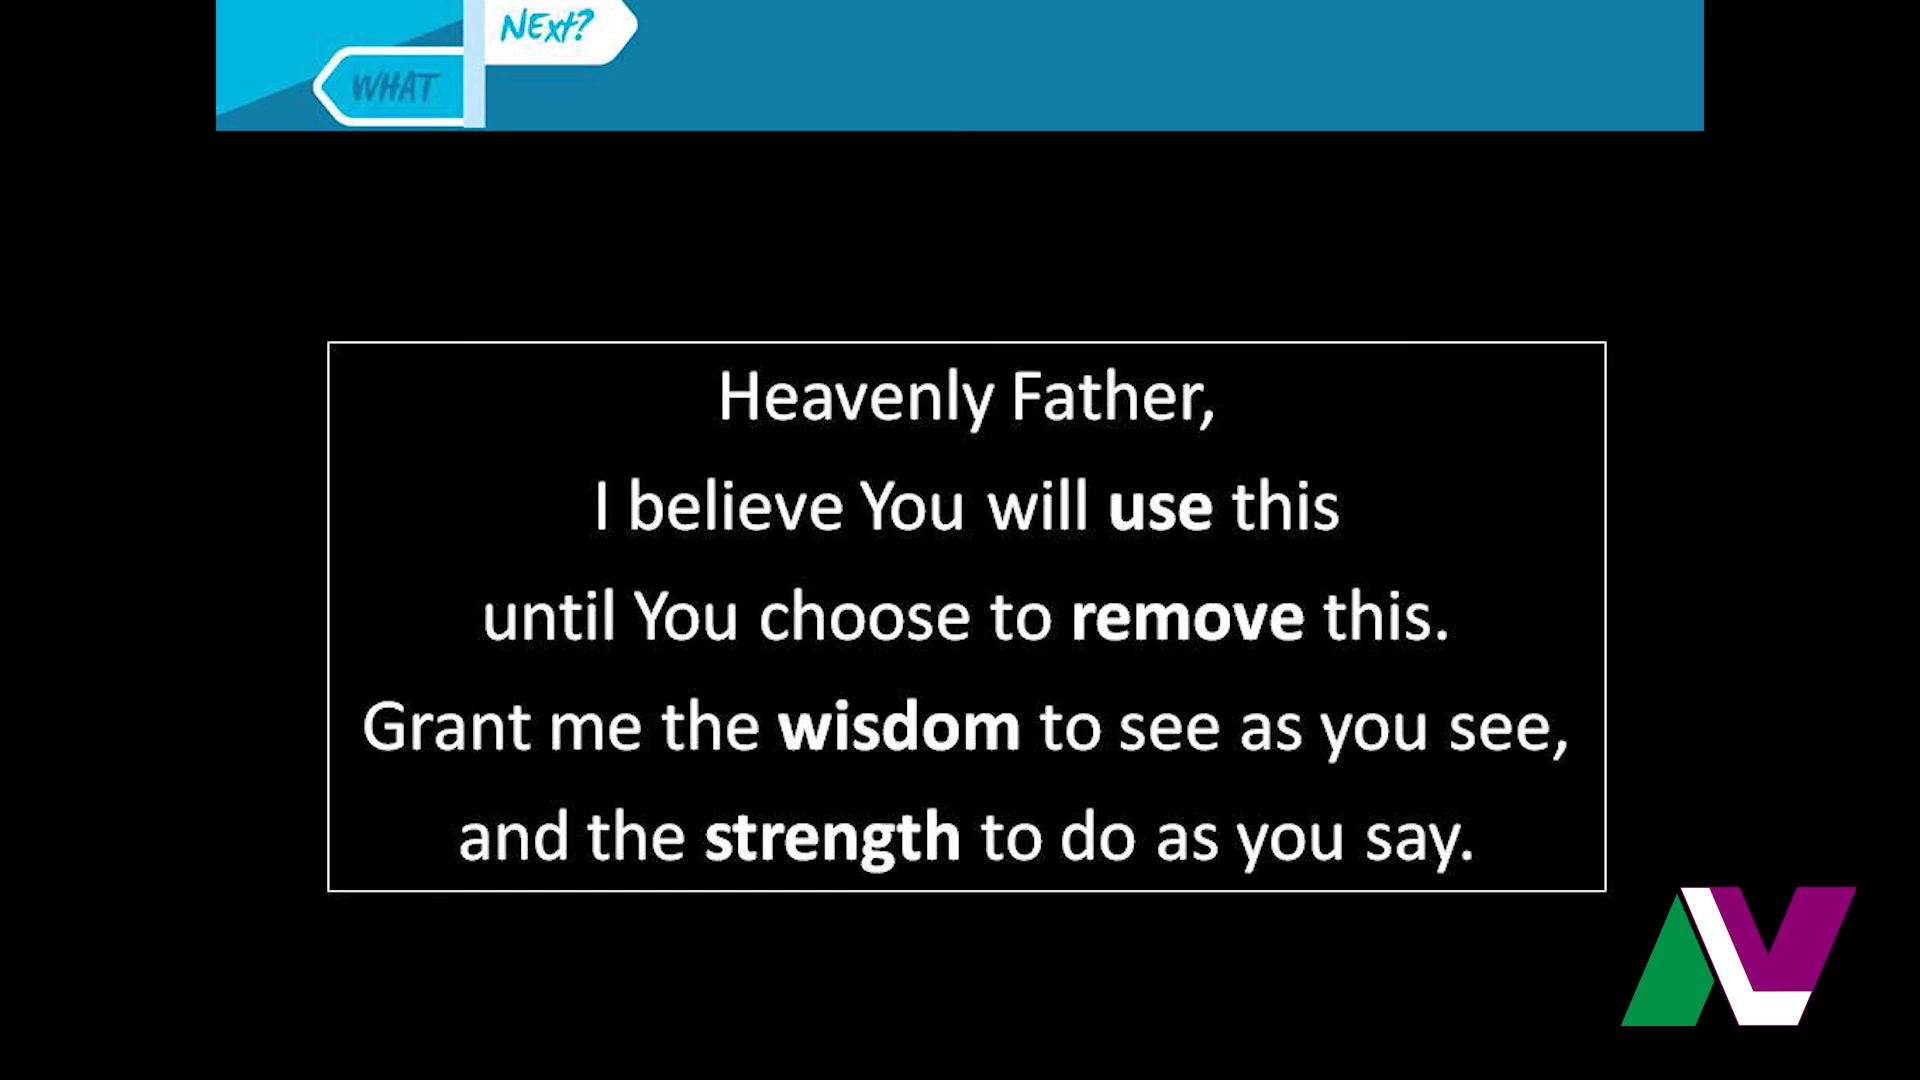 NExt?
WHAT
Heavenly Father,
I believe You will use this
until You choose to remove this.
Grant me the wisdom to see as you see,
and the strength to do as you say.